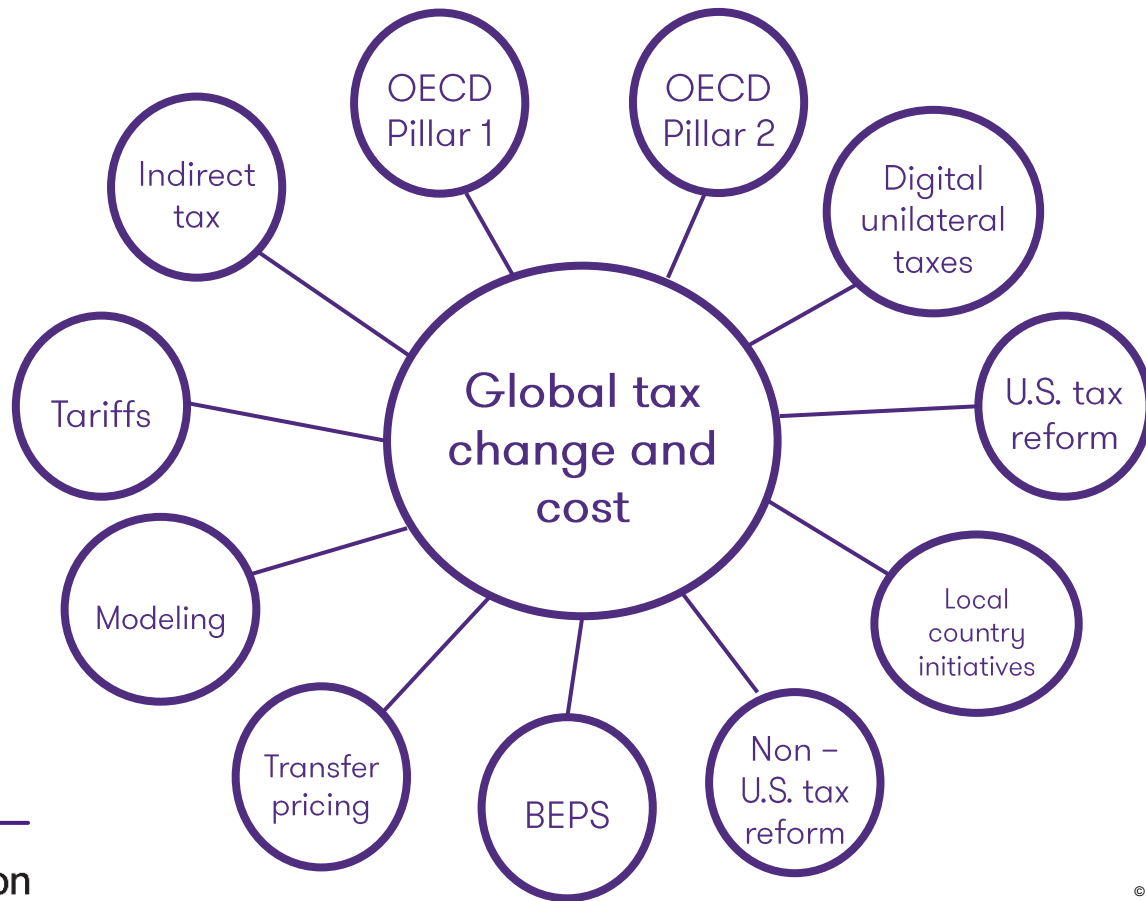 OECD
Pillar 1
OECD
Pillar 2
Indirect
tax
Digital
unilateral
taxes
Global tax
change and
cost
U.S. tax
reform
Tariffs
Local
country
initiatives
Modeling
Non –
U.S. tax
reform
Transfer
pricing
BEPS
on
©